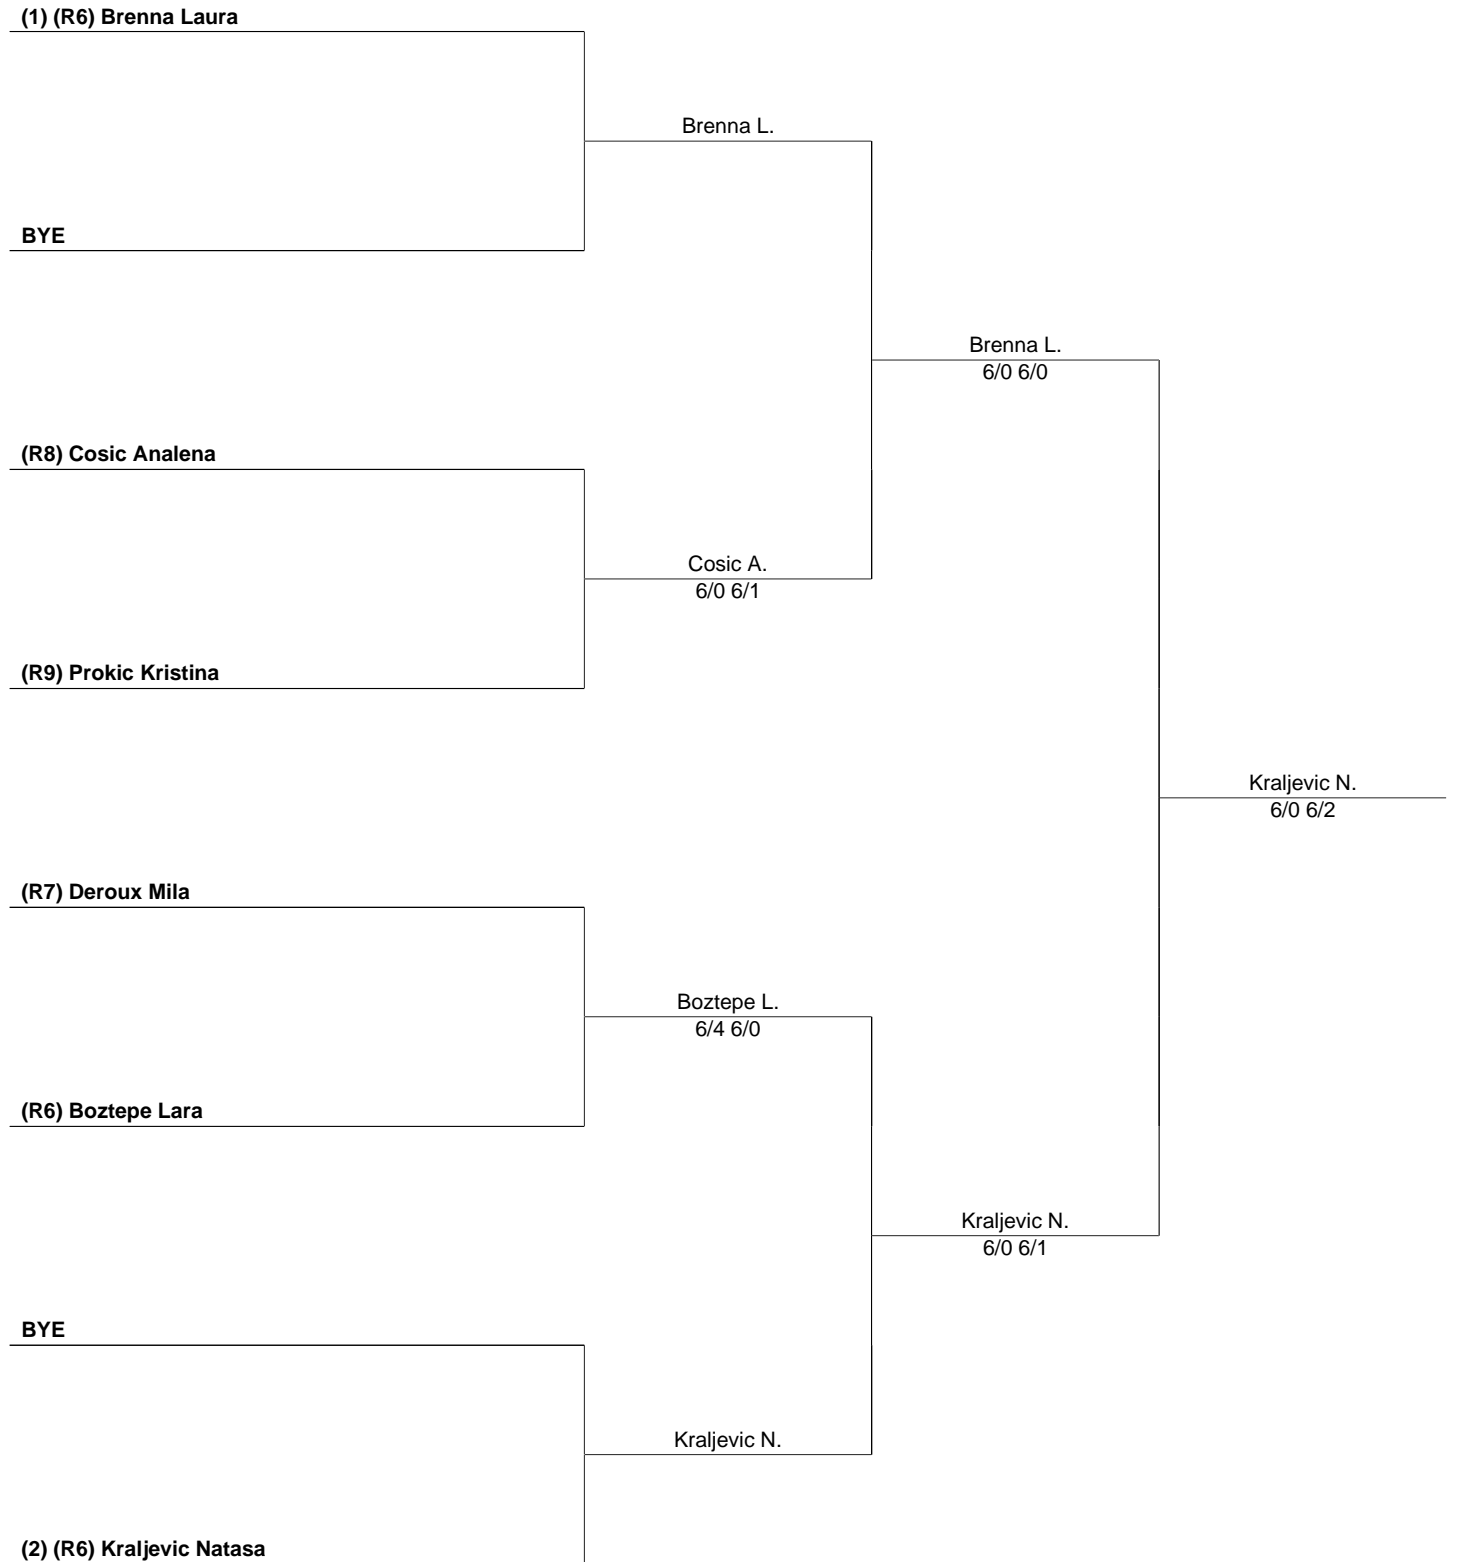 (1) (R6) Brenna Laura
Brenna L.
BYE
Brenna L.
6/0 6/0
(R8) Cosic Analena
Cosic A.
6/0 6/1
(R9) Prokic Kristina
Kraljevic N.
6/0 6/2
(R7) Deroux Mila
Boztepe L.
6/4 6/0
(R6) Boztepe Lara
Kraljevic N.
6/0 6/1
BYE
Kraljevic N.
(2) (R6) Kraljevic Natasa